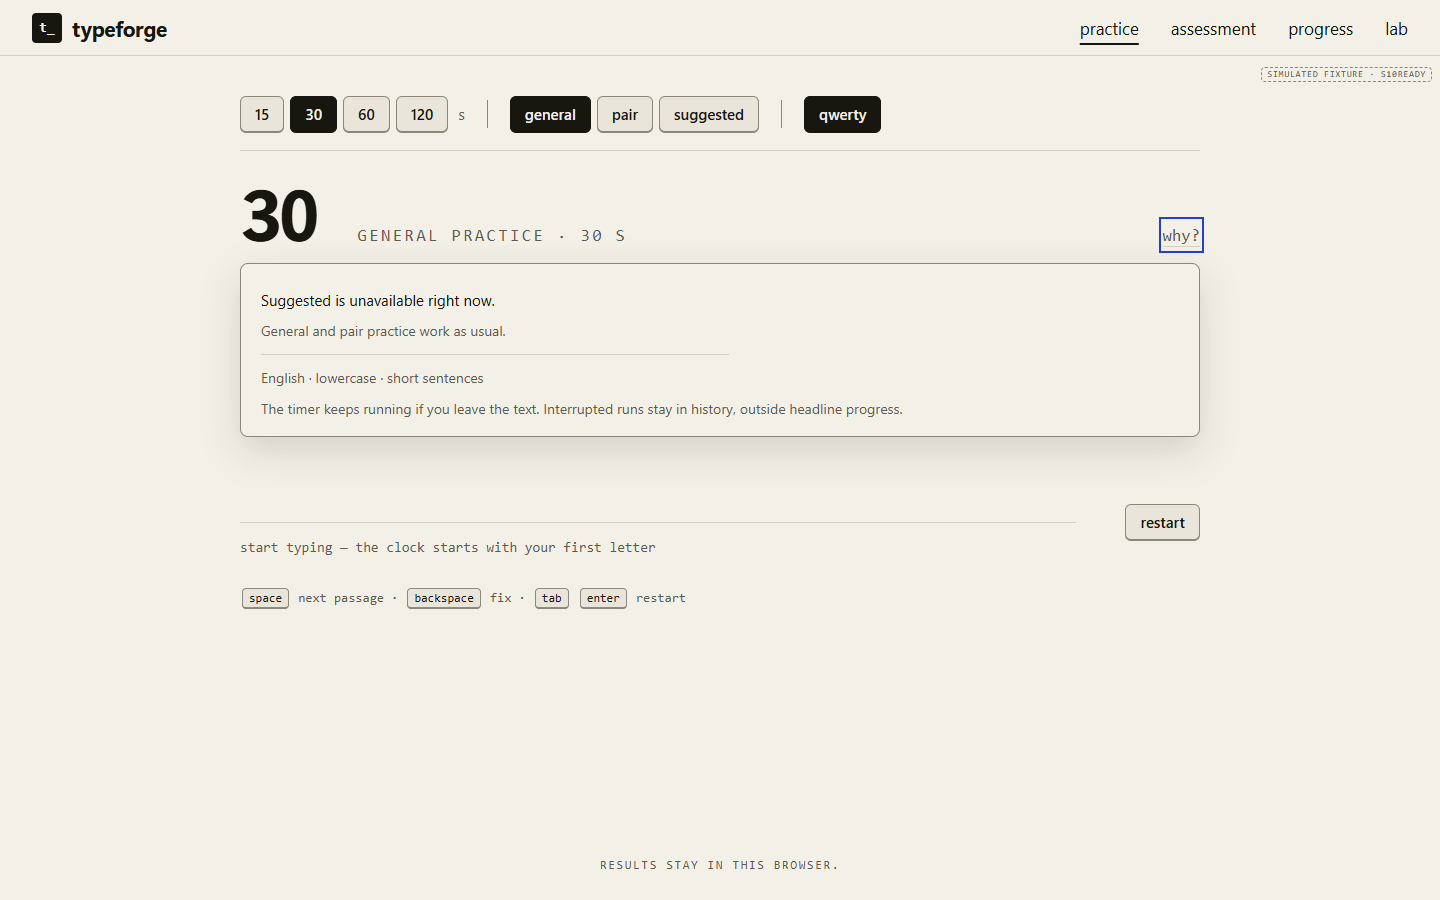 t_ typeforge practice assessment progress lab
SIMULATED FIXTURE · S10READY
15 30 60 120 s general pair suggested qwerty
30 GENERAL PRACTICE · 30 S why?
Suggested is unavailable right now.
General and pair practice work as usual.
English · lowercase · short sentences
The timer keeps running if you leave the text. Interrupted runs stay in history, outside headline progress.
restart
start typing — the clock starts with your first letter
space next passage · backspace fix · tab enter restart
RESULTS STAY IN THIS BROWSER.